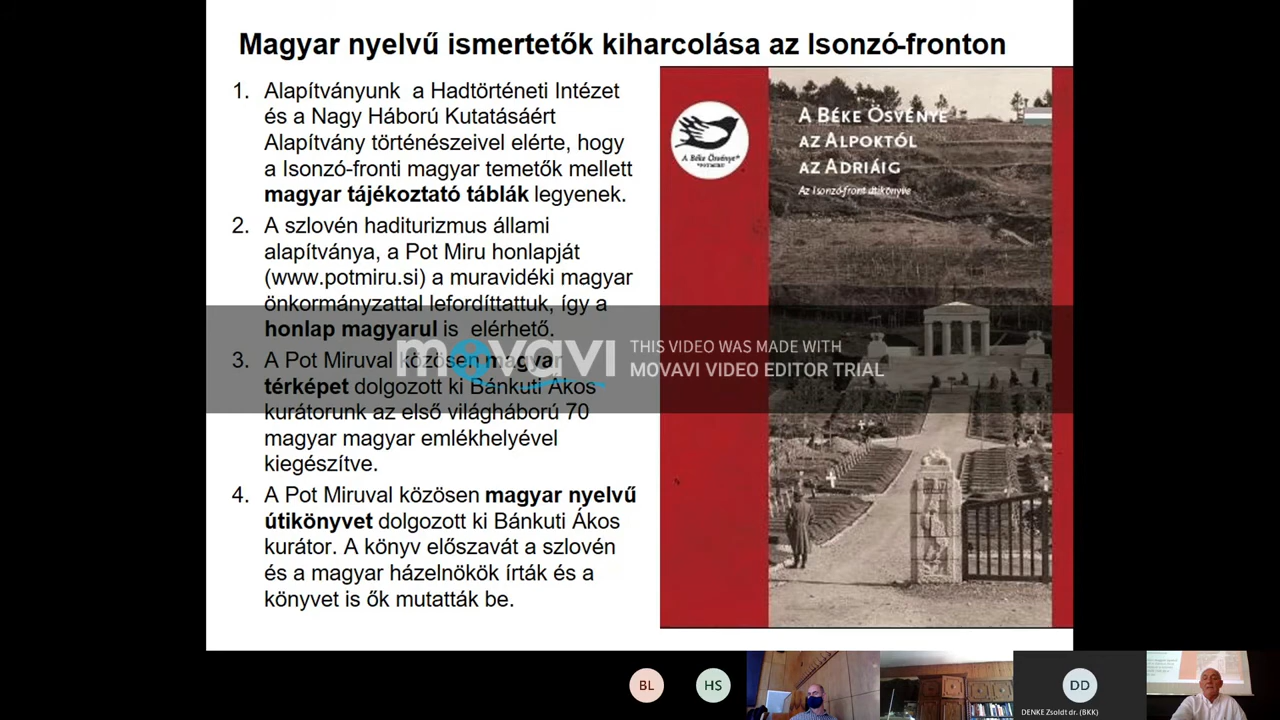 Magyar nyelvű ismertetők kiharcolása az Isonzó-fronton
1. Alapítványunk a Hadtörténeti Intézet
és a Nagy Háború Kutatásáért
Alapítvány történészeivel elérte, hogy
a Isonzó-fronti magyar temetők mellett
magyar tájékoztató táblák legyenek.
2. A szlovén haditurizmus állami
alapítványa, a Pot Miru honlapját
(www.potmiru.si) a muravidéki magyar
önkormányzattal lefordíttattuk, így a
honlap magyarul is elérhető.
3. A Pot Miruval közösen magyar
térképet dolgozott ki Bánkuti Ákos
kurátorunk az első világháború 70
magyar magyar emlékhelyével
kiegészítve.
4. A Pot Miruval közösen magyar nyelvű
útikönyvet dolgozott ki Bánkuti Ákos
kurátor. A könyv előszavát a szlovén
és a magyar házelnökök írták és a
könyvet is ők mutatták be.
A Béke Ösvénye
az Alpoktól
az Adriáig
Az Isonzó-front útikönyve
A Béke Ösvénye"
"POT MIRU
movavi
THIS VIDEO WAS MADE WITH
MOVAVI VIDEO EDITOR TRIAL
BL
HS
DD
DENKE Zsoldt dr. (BKK)